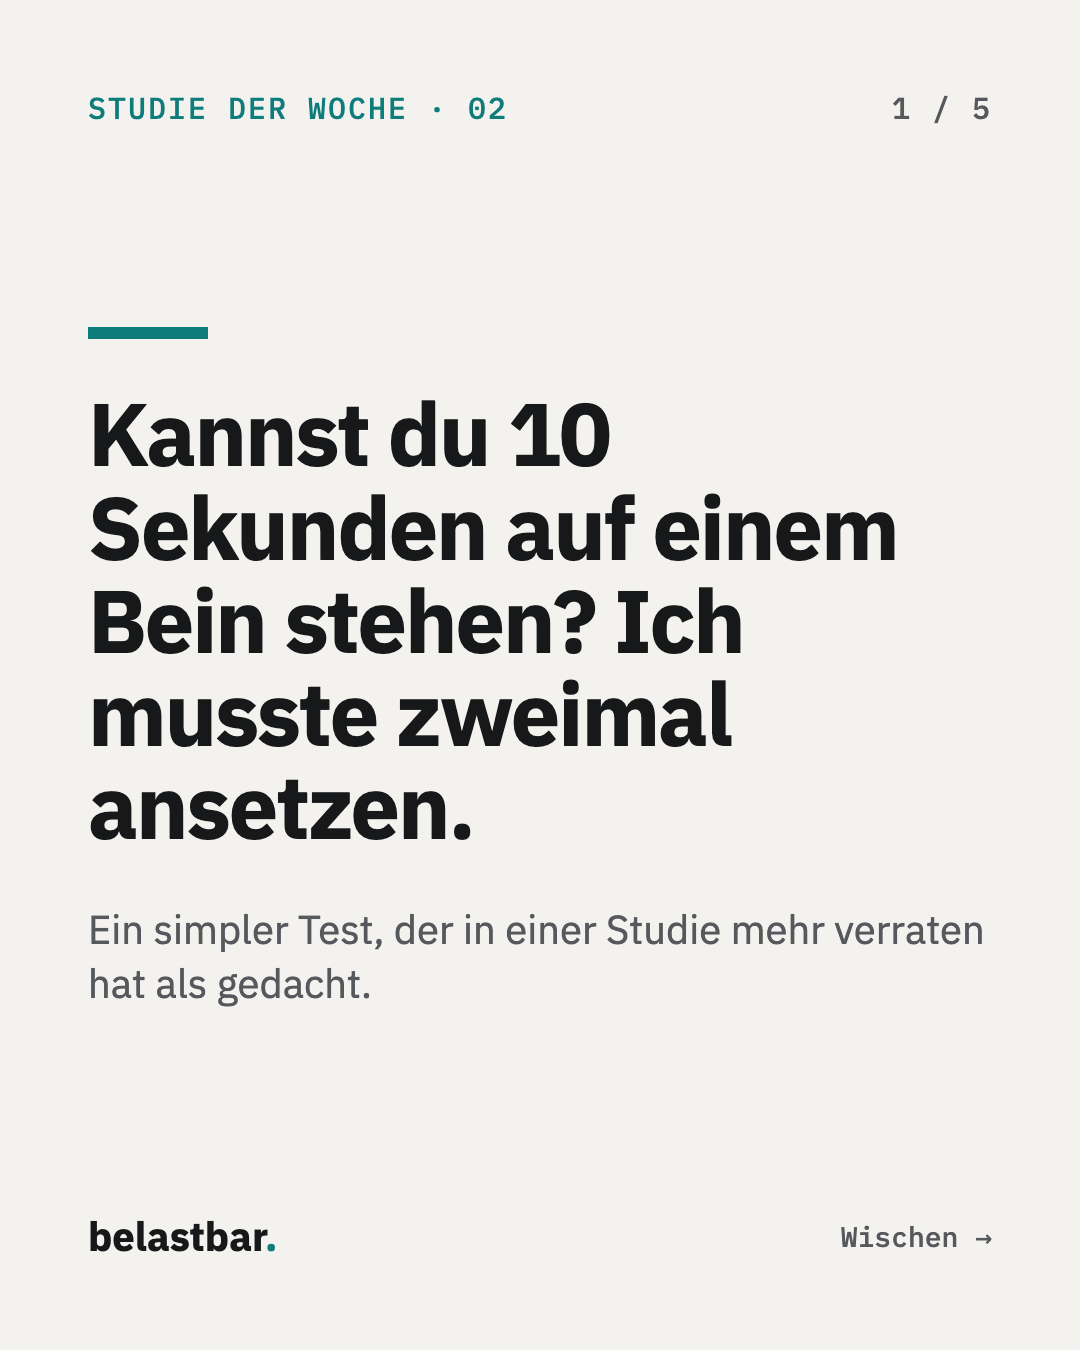 STUDIE DER WOCHE · 02
1 / 5
Kannst du 10
Sekunden auf einem
Bein stehen? Ich
musste zweimal
ansetzen.
Ein simpler Test, der in einer Studie mehr verraten
hat als gedacht.
belastbar.
Wischen →